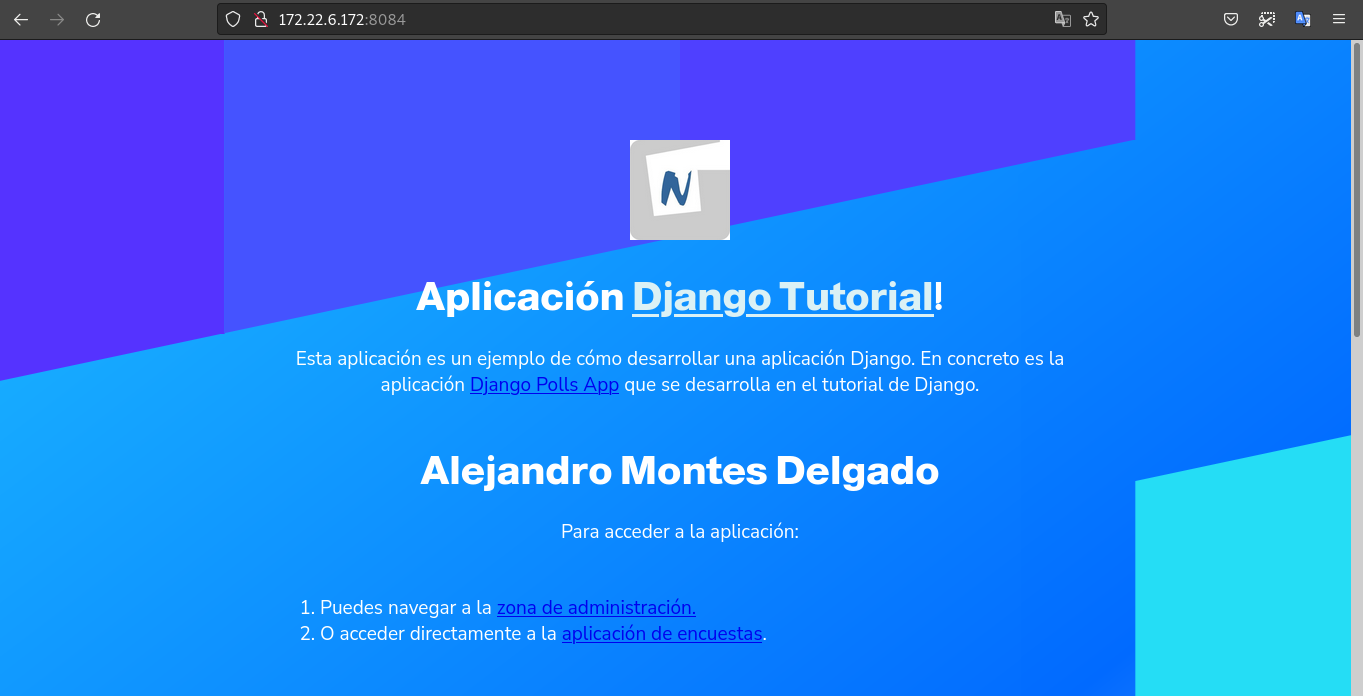 172.22.6.172:8084
N
Aplicación Django Tutorial!
Esta aplicación es un ejemplo de cómo desarrollar una aplicación Django. En concreto es la
aplicación Django Polls App que se desarrolla en el tutorial de Django.
Alejandro Montes Delgado
Para acceder a la aplicación:
1. Puedes navegar a la zona de administración.
2. O acceder directamente a la aplicación de encuestas.